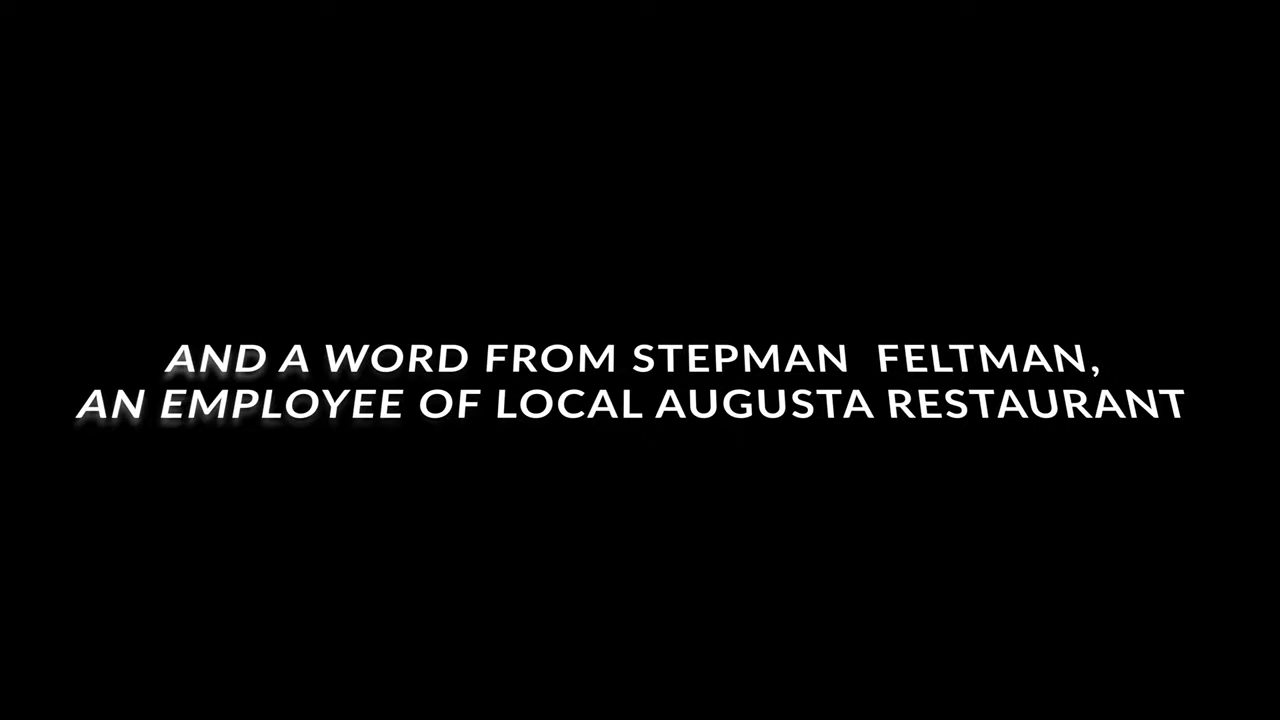 AND A WORD FROM STEPMAN  FELTMAN,
AN EMPLOYEE OF LOCAL AUGUSTA RESTAURANT